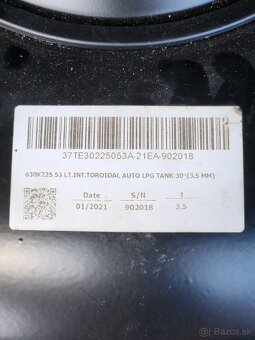 37TE30225053A-21EA-902018
630X225 53 LT.INT.TOROIDAL AUTO LPG TANK 30°(3.5 MM)
Date S/N t
01/2021 902018 3.5
autobazar.sk